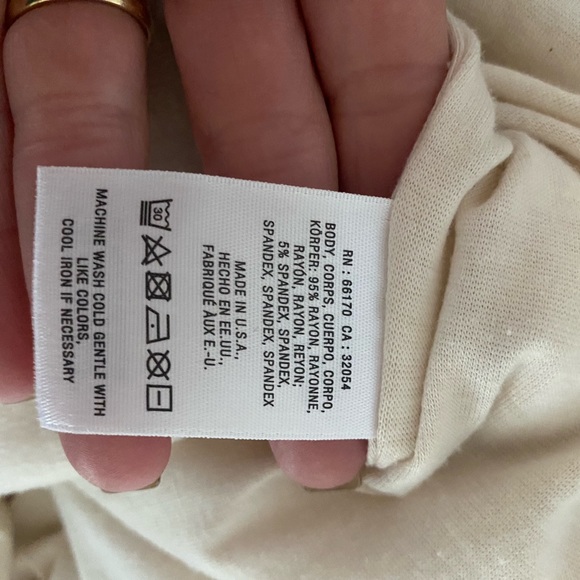 RN : 66170 CA : 32054
BODY, CORPS, CUERPO, CORPO,
KÖRPER: 95% RAYON, RAYONNE,
RAYÓN, RAYON, REYON;
5% SPANDEX, SPANDEX,
SPANDEX, SPANDEX, SPANDEX
MADE IN U.S.A.,
HECHO EN EE.UU.,
FABRIQUÉ AUX E.-U.
30
MACHINE WASH COLD GENTLE WITH
LIKE COLORS,
COOL IRON IF NECESSARY